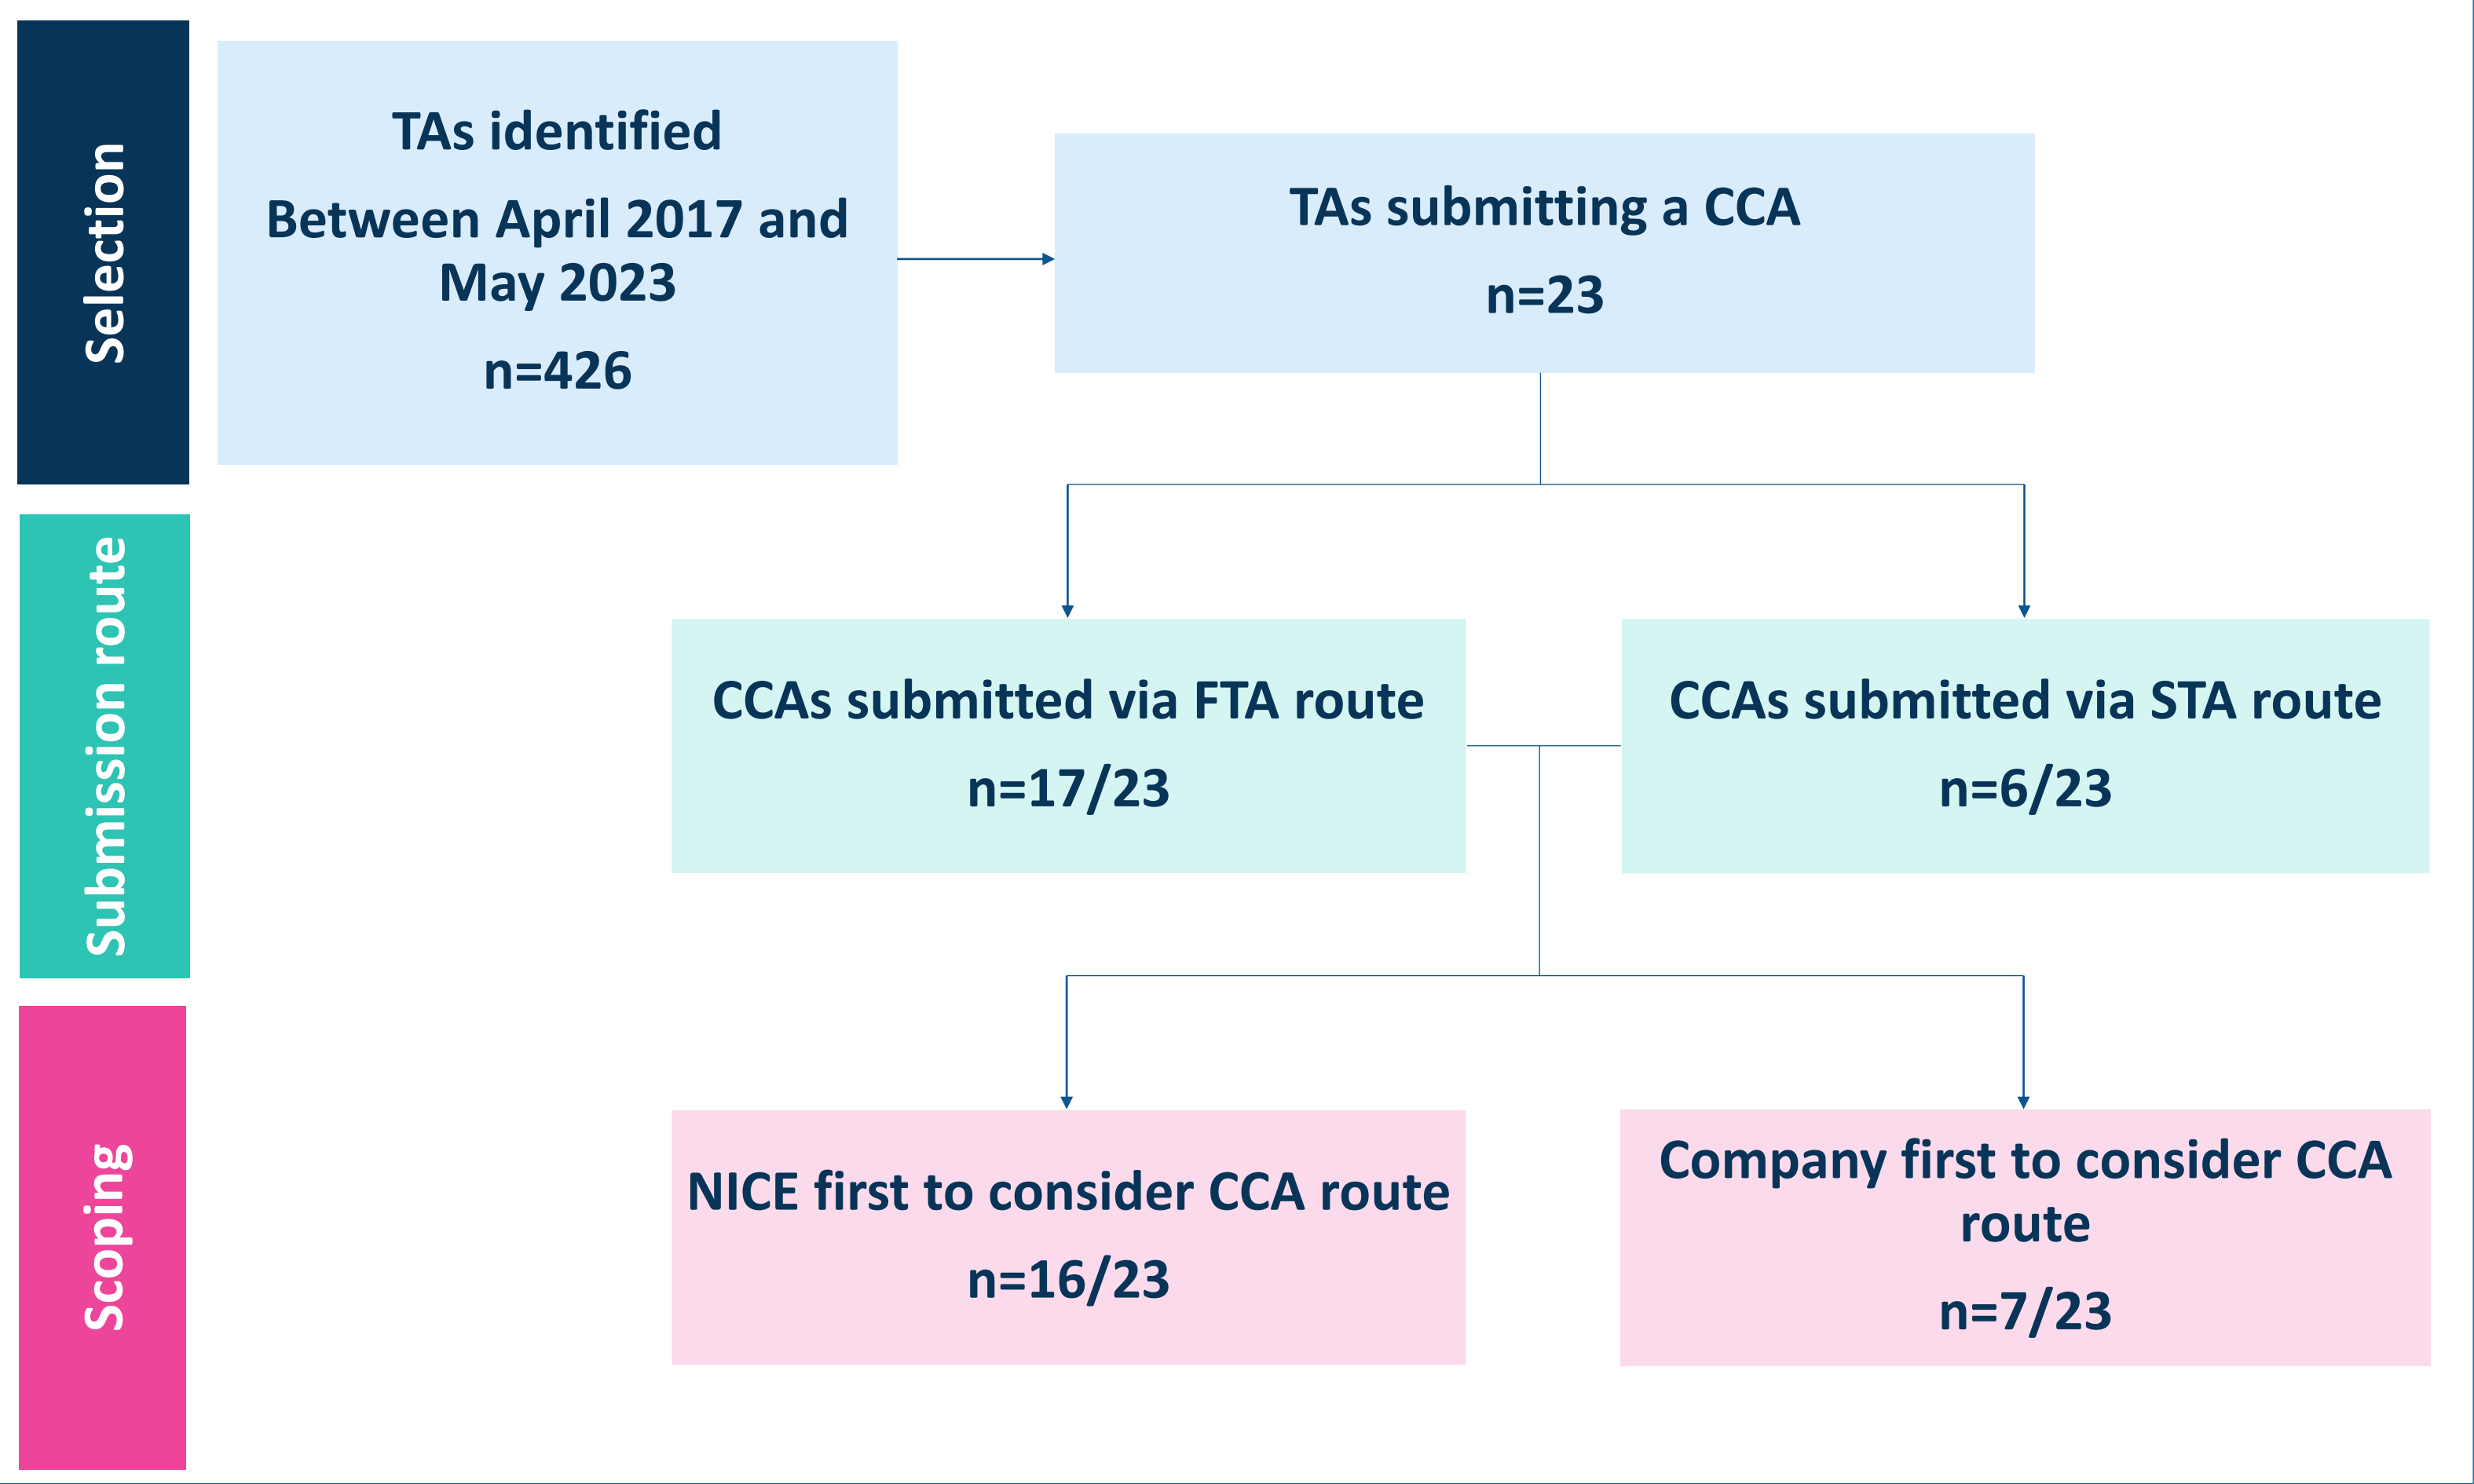 Selection
TAs identified
Between April 2017 and
May 2023
n=426
TAs submitting a CCA
n=23
Submission route
CCAs submitted via FTA route
n=17/23
CCAs submitted via STA route
n=6/23
Scoping
NICE first to consider CCA route
n=16/23
Company first to consider CCA
route
n=7/23